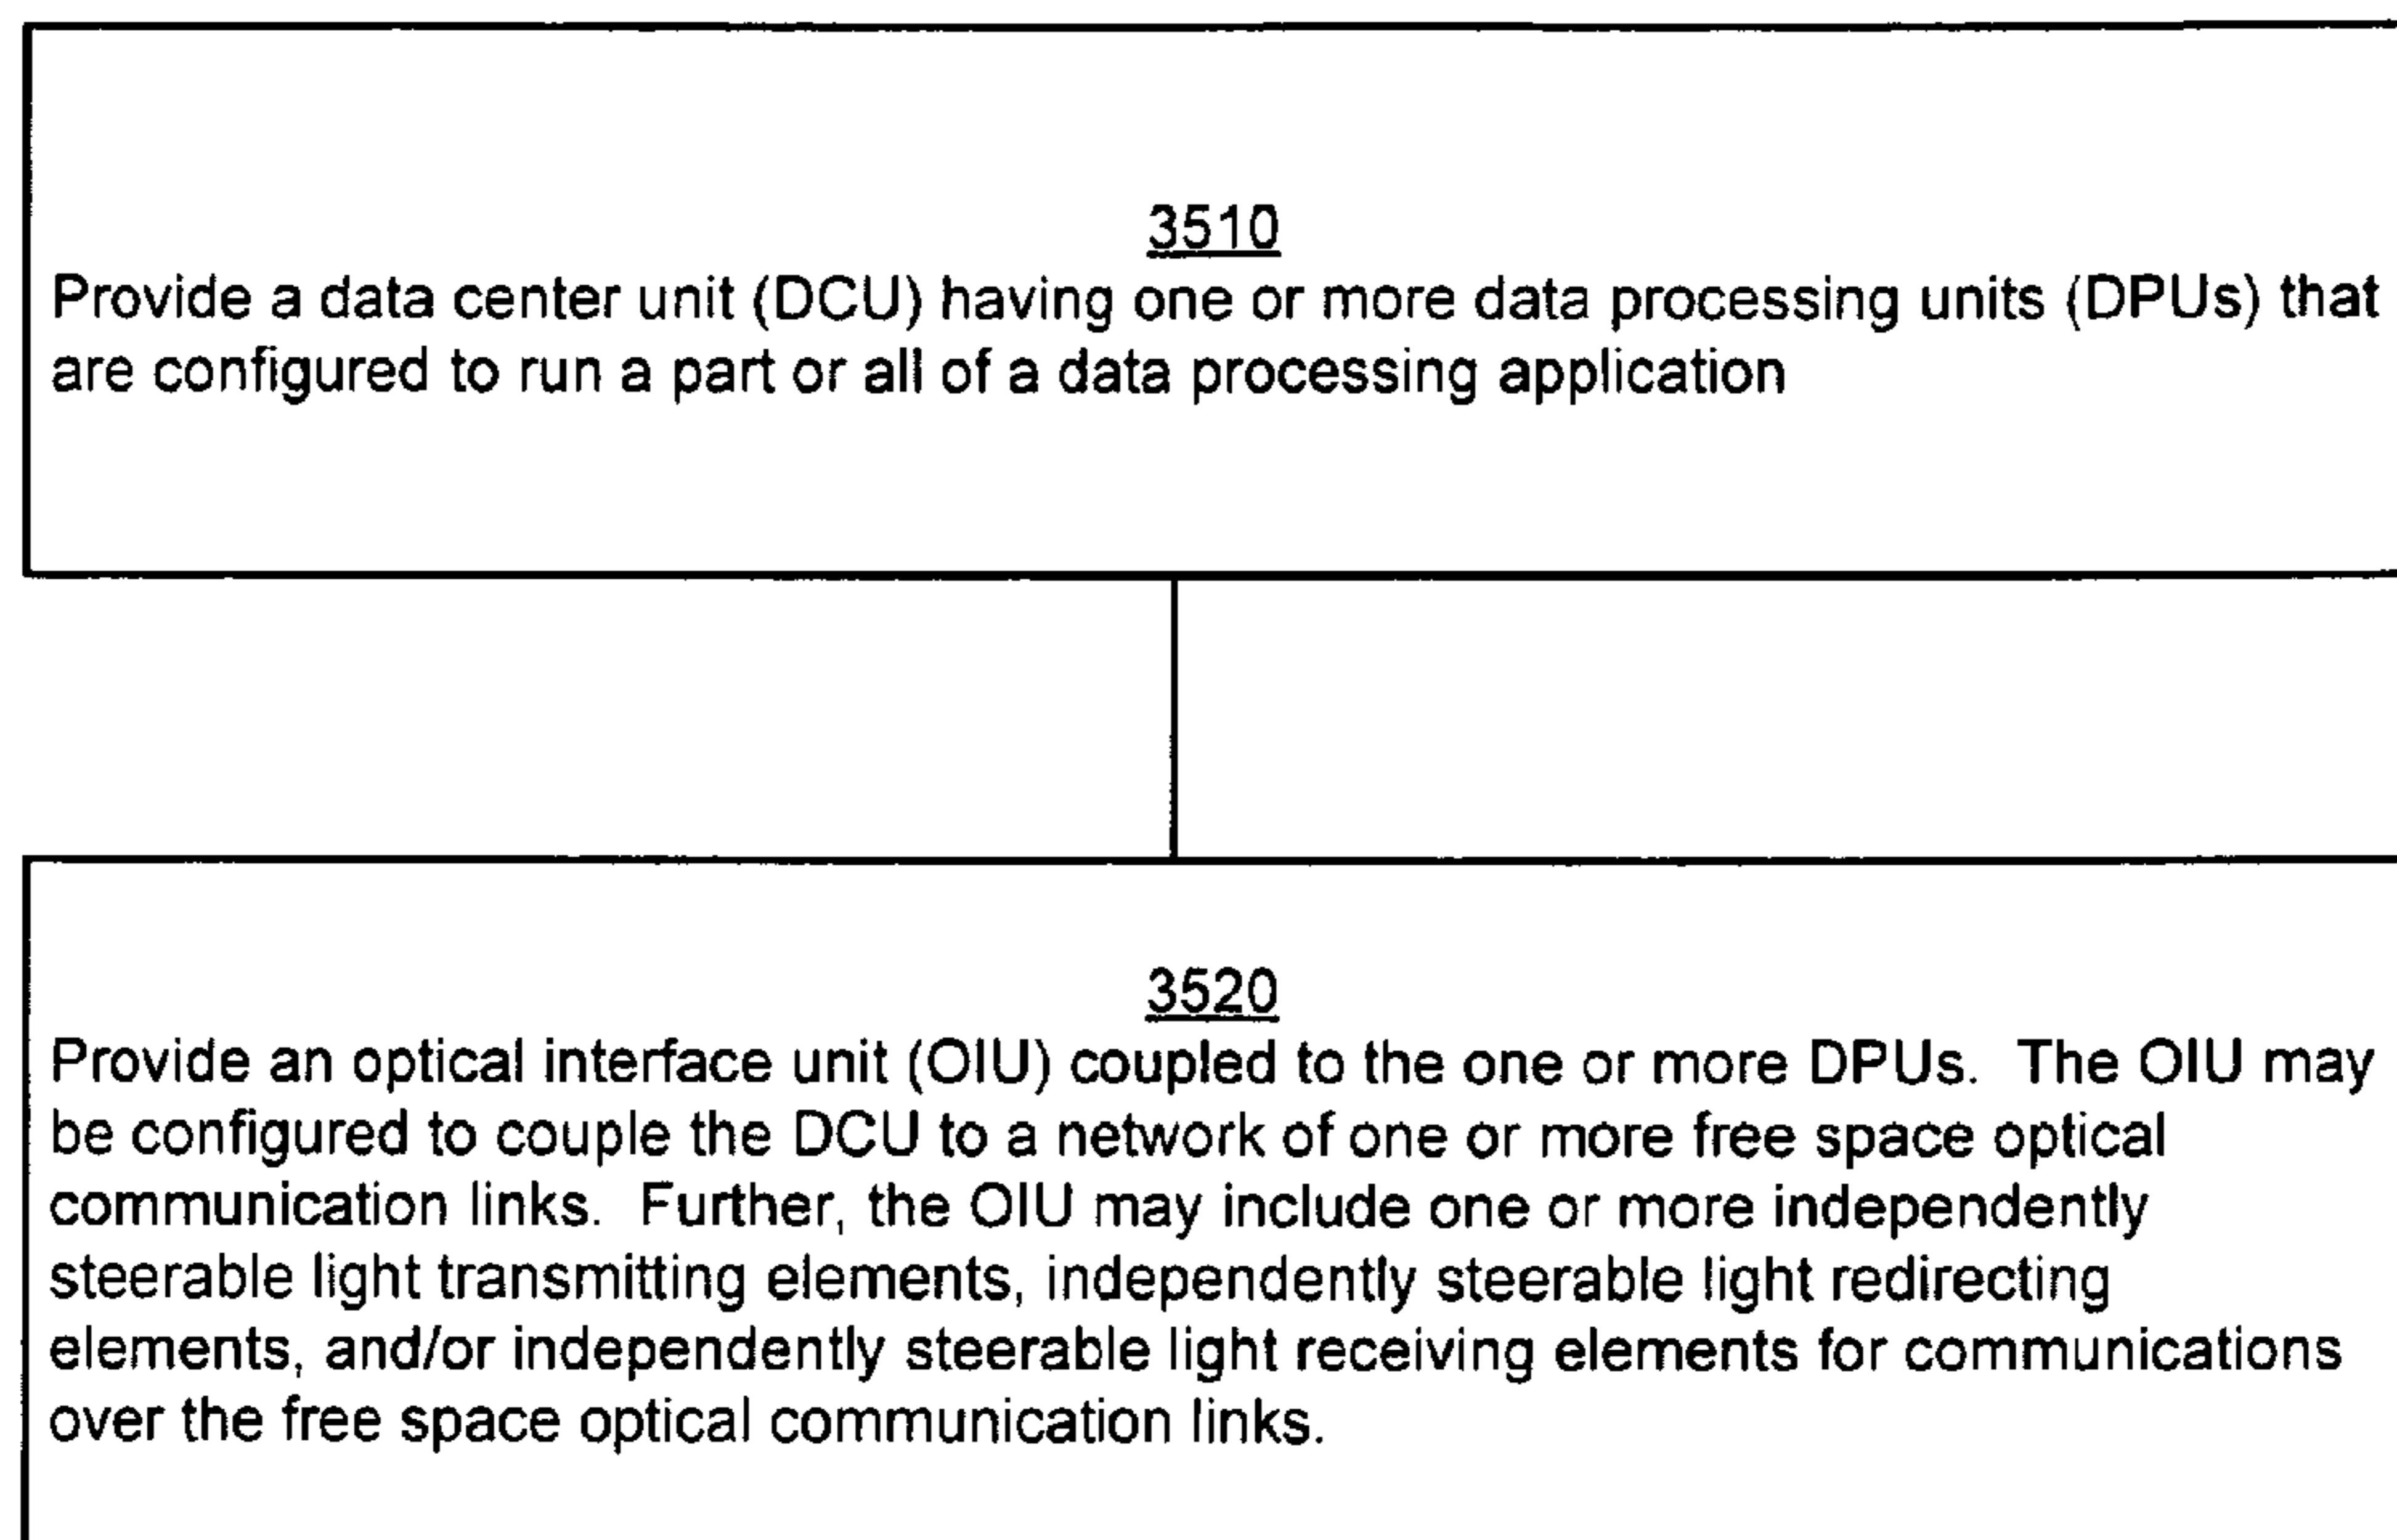 3510
Provide a data center unit (DCU) having one or more data processing units (DPUs) that
are configured to run a part or all of a data processing application
3520
Provide an optical interface unit (OIU) coupled to the one or more DPUs. The OIU may
be configured to couple the DCU to a network of one or more free space optical
communication links. Further, the OIU may include one or more independently
steerable light transmitting elements, independently steerable light redirecting
elements, and/or independently steerable light receiving elements for communications
over the free space optical communication links.